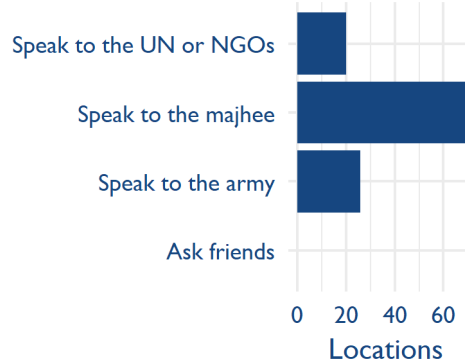 Speak to the UN or NGOs
Speak to the majhee
Speak to the army
Ask friends
0 20 40 60
Locations